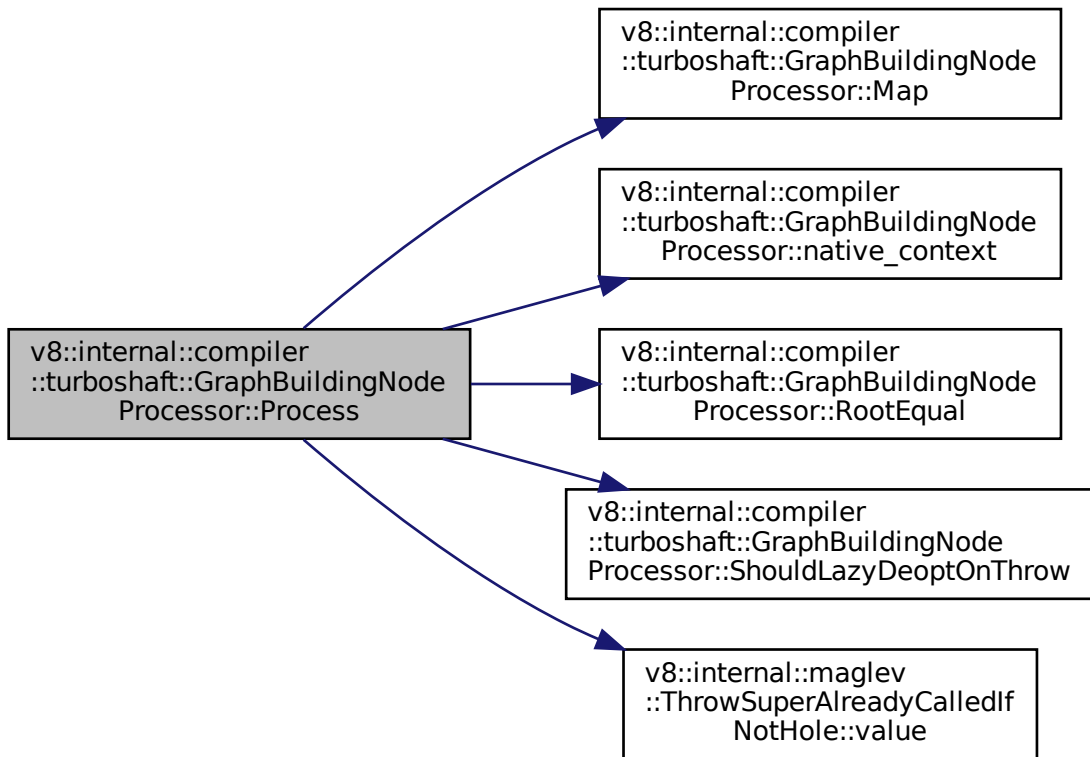 v8::internal::compiler
::turboshaft::GraphBuildingNode
Processor::Map
v8::internal::compiler
::turboshaft::GraphBuildingNode
Processor::native_context
v8::internal::compiler
::turboshaft::GraphBuildingNode
Processor::Process
v8::internal::compiler
::turboshaft::GraphBuildingNode
Processor::RootEqual
v8::internal::compiler
::turboshaft::GraphBuildingNode
Processor::ShouldLazyDeoptOnThrow
v8::internal::maglev
::ThrowSuperAlreadyCalledIf
NotHole::value